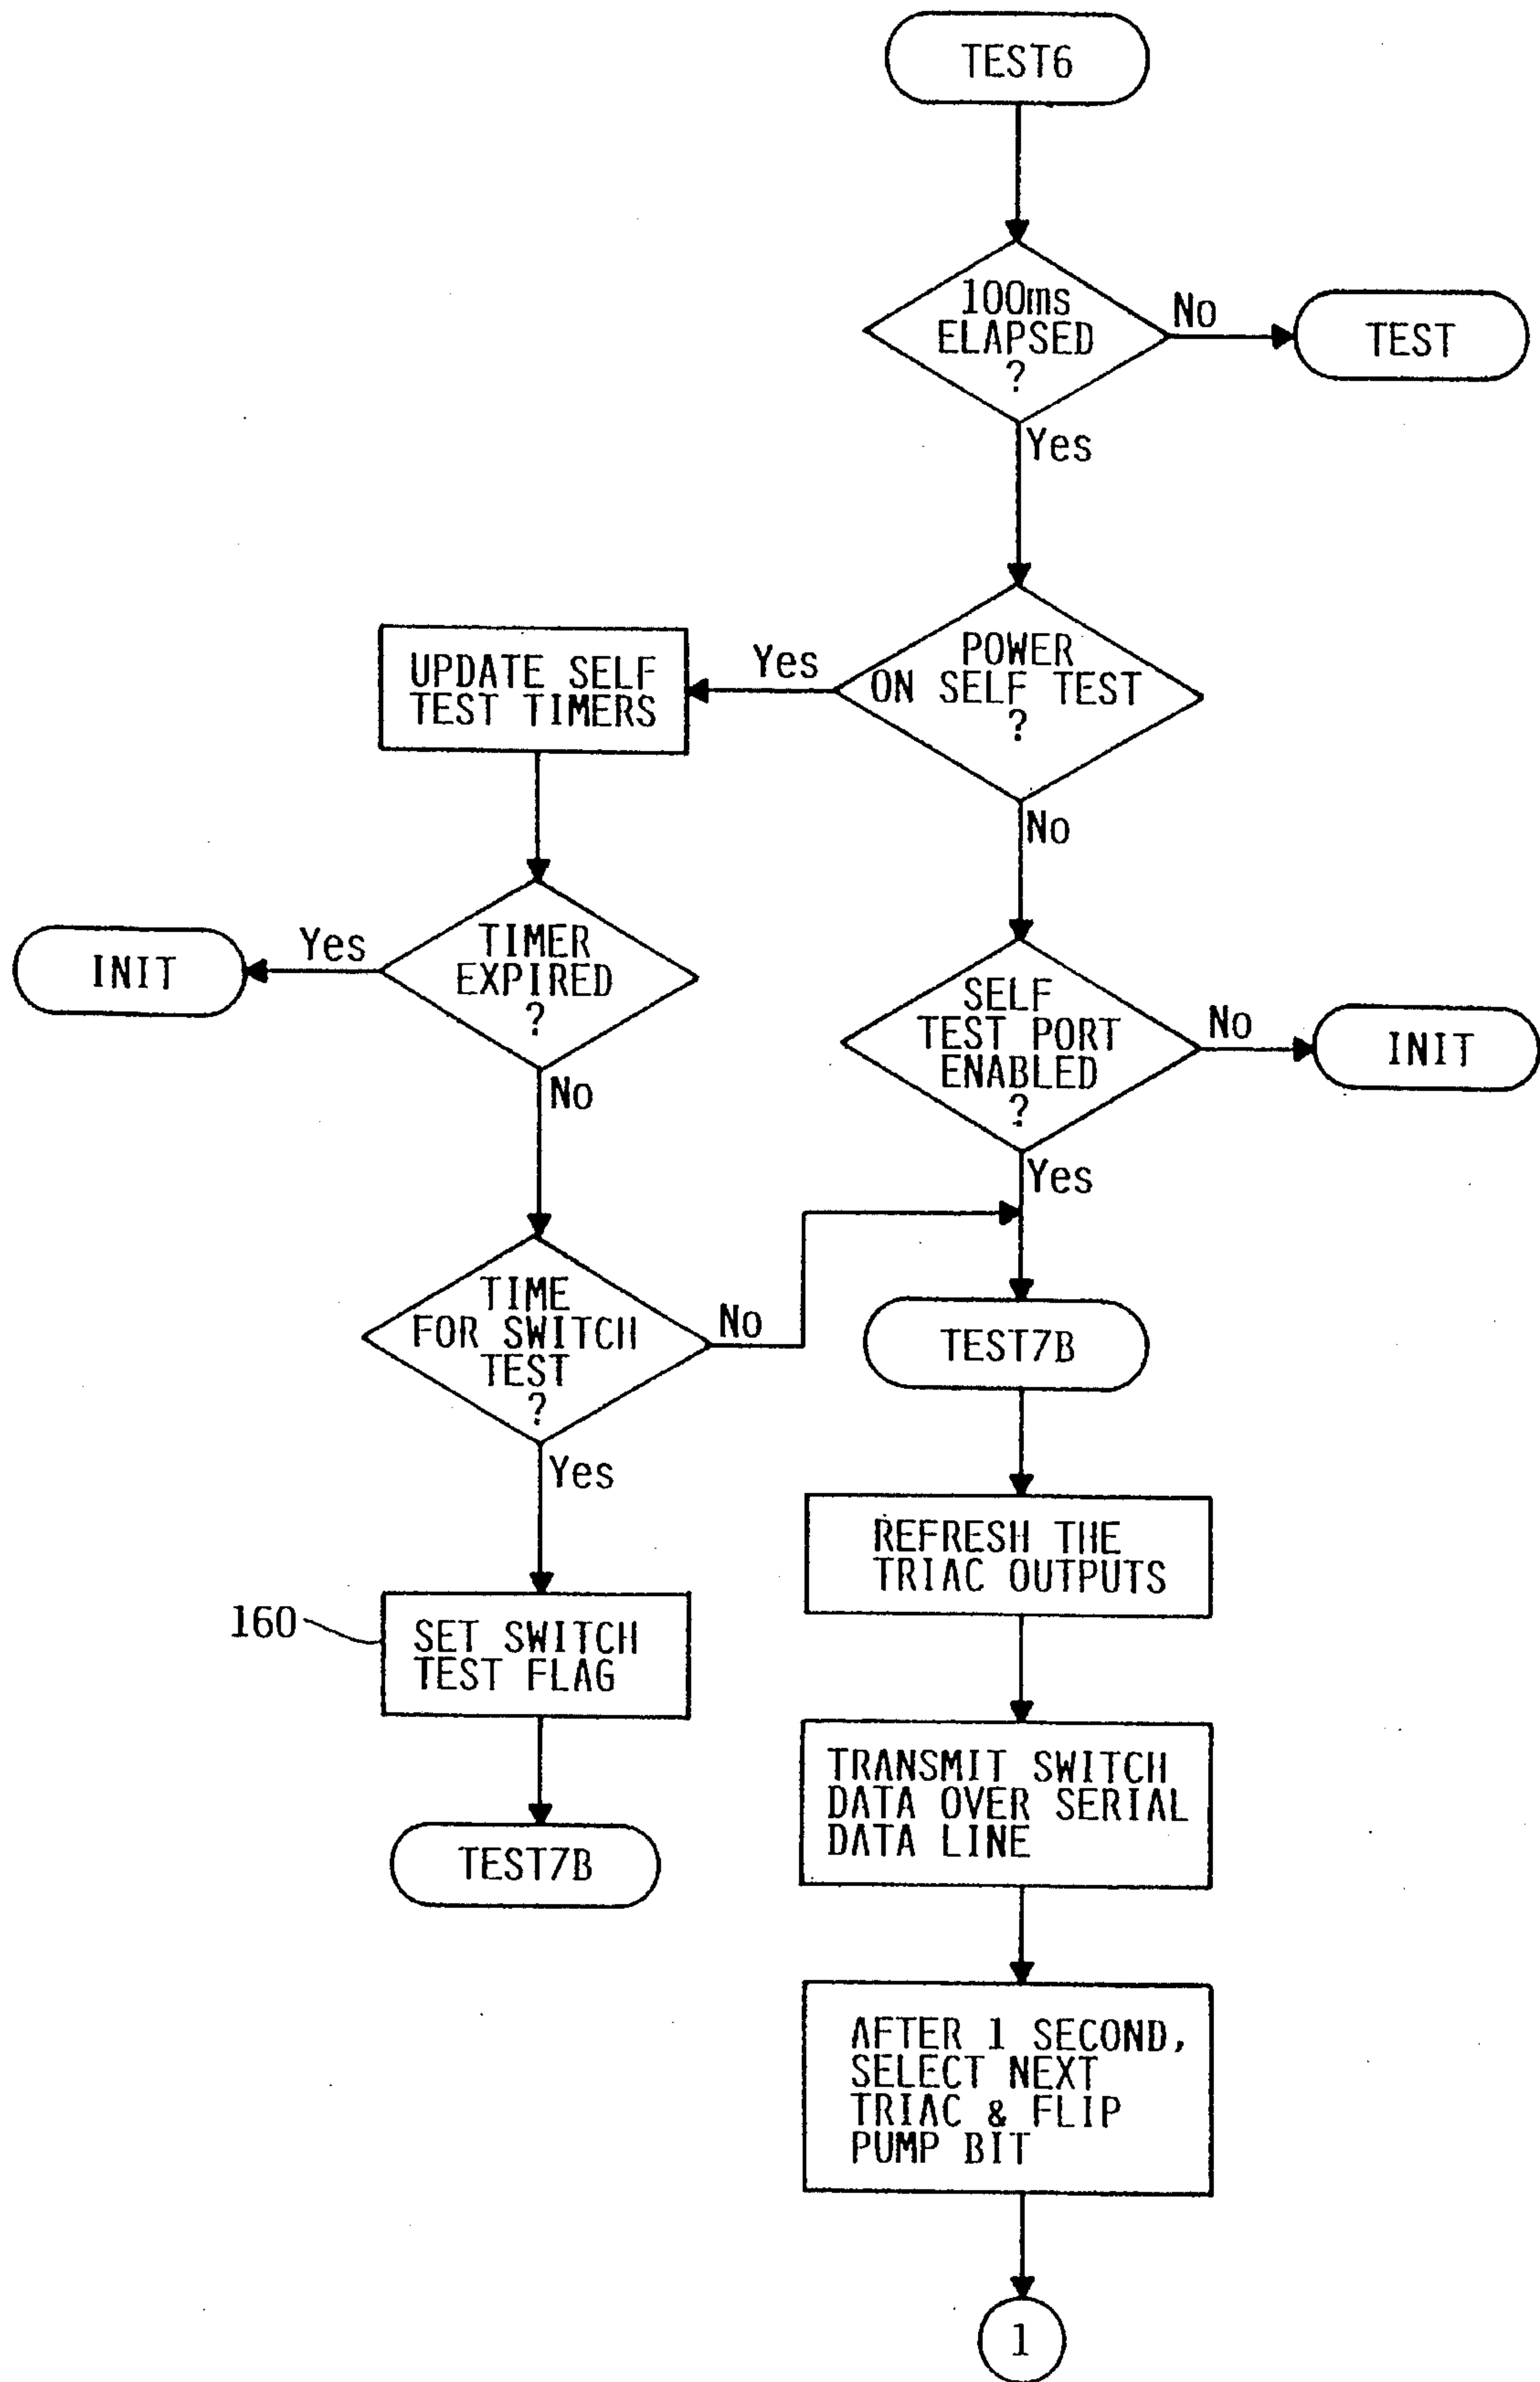 TEST6
100ms
ELAPSED
?
No
TEST
Yes
POWER
ON SELF TEST
?
Yes
UPDATE SELF
TEST TIMERS
No
TIMER
EXPIRED
?
Yes
INIT
No
SELF
TEST PORT
ENABLED
?
No
INIT
Yes
TIME
FOR SWITCH
TEST
?
No
TEST7B
Yes
REFRESH THE
TRIAC OUTPUTS
160
SET SWITCH
TEST FLAG
TRANSMIT SWITCH
DATA OVER SERIAL
DATA LINE
TEST7B
AFTER 1 SECOND,
SELECT NEXT
TRIAC & FLIP
PUMP BIT
1